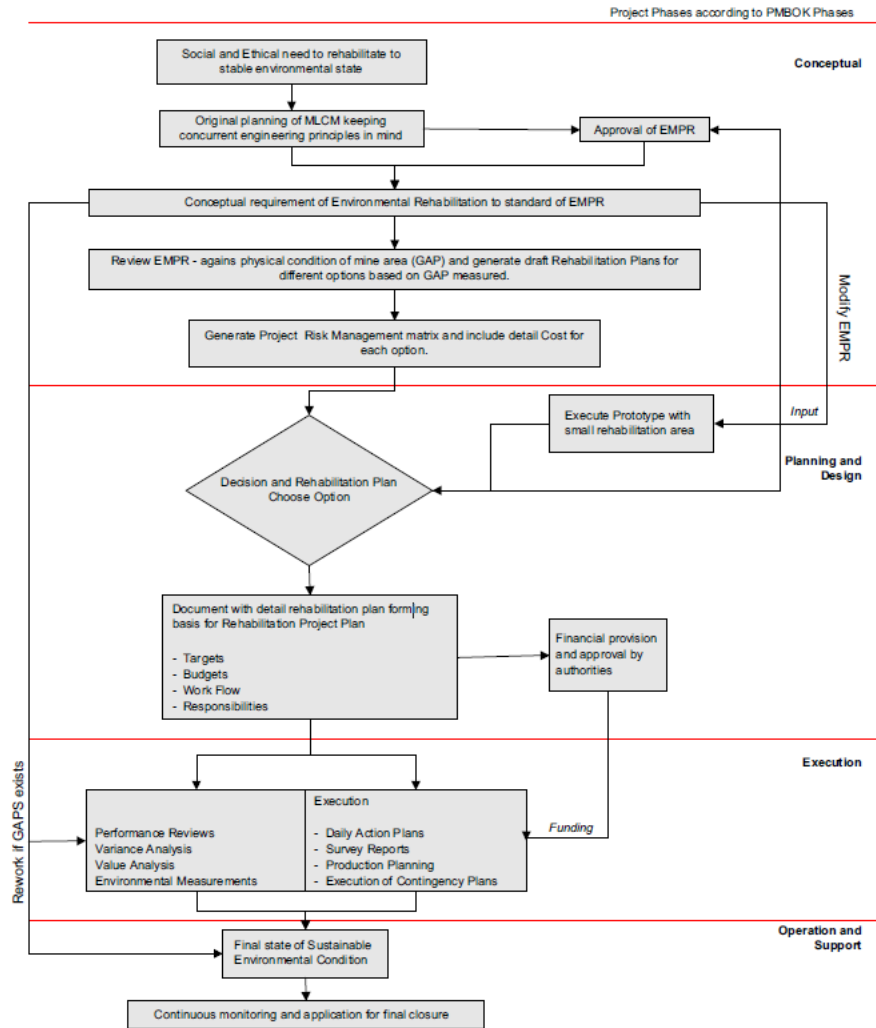 Project Phases according to PMBOK Phases
Social and Ethical need to rehabilitate to
stable environmental state
Conceptual
Original planning of MLCM keeping
concurrent engineering principles in mind
Approval of EMPR
Conceptual requirement of Environmental Rehabilitation to standard of EMPR
Review EMPR - agains physical condition of mine area (GAP) and generate draft Rehabilitation Plans for
different options based on GAP measured.
Modify EMPR
Generate Project Risk Management matrix and include detail Cost for
each option.
Execute Prototype with
small rehabilitation area
Input
Planning and
Design
Decision and Rehabilitation Plan
Choose Option
Document with detail rehabilitation plan forming
basis for Rehabilitation Project Plan
- Targets
- Budgets
- Work Flow
- Responsibilities
Financial provision
and approval by
authorities
Execution
Rework if GAPS exists
Performance Reviews
Variance Analysis
Value Analysis
Environmental Measurements
Execution
- Daily Action Plans
- Survey Reports
- Production Planning
- Execution of Contingency Plans
Funding
Operation and
Support
Final state of Sustainable
Environmental Condition
Continuous monitoring and application for final closure